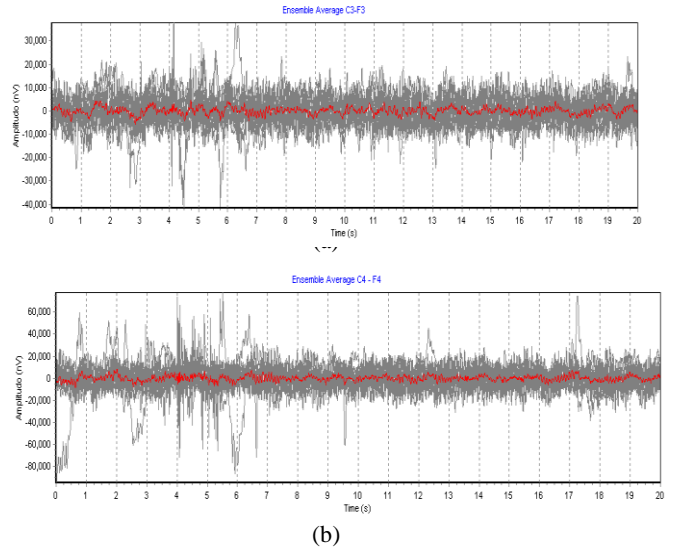 Ensemble Average C3-F3
30,000
20,000
10,000
0
-10,000
-20,000
-30,000
-40,000
Amplitudo (nV)
0 1 2 3 4 5 6 7 8 9 10 11 12 13 14 15 16 17 18 19 20
Time (s)
Ensemble Average C4 - F4
60,000
40,000
20,000
0
-20,000
-40,000
-60,000
-80,000
Amplitudo (nV)
0 1 2 3 4 5 6 7 8 9 10 11 12 13 14 15 16 17 18 19 20
Time (s)
(b)